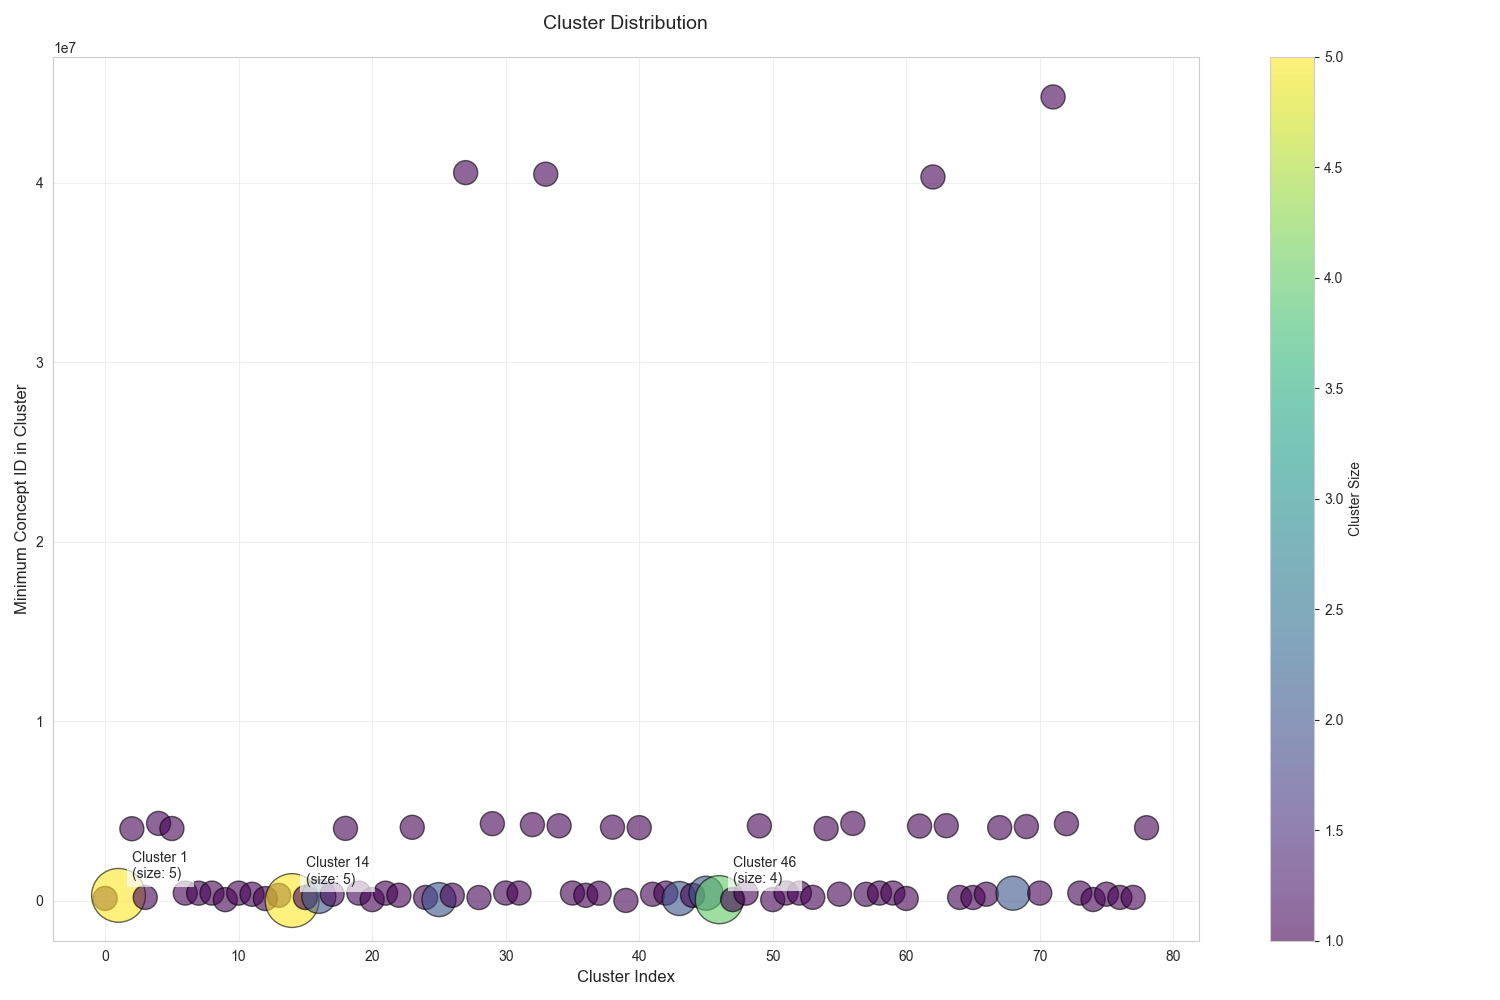 Cluster Distribution
1e7
4
3
2
1
0
Minimum Concept ID in Cluster
Cluster 1
(size: 5)
Cluster 14
(size: 5)
Cluster 46
(size: 4)
0 10 20 30 40 50 60 70 80
Cluster Index
5.0
4.5
4.0
3.5
3.0
2.5
2.0
1.5
1.0
Cluster Size